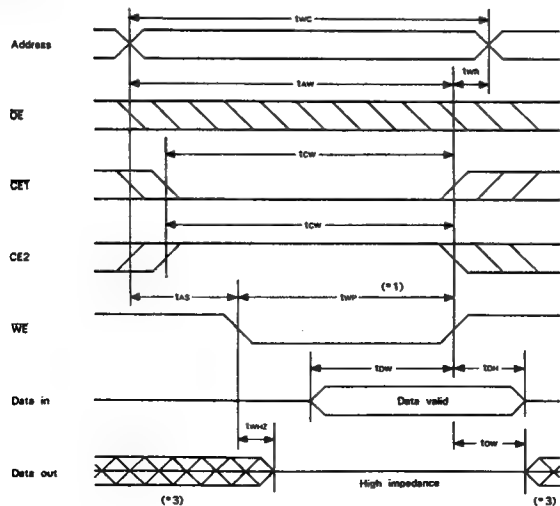 tWC
Address
tWR
tAW
OE
tCW
CE1
tCW
CE2
tAS
tWP
(*1)
WE
tDW
tDH
Data in
Data valid
tWHZ
tOW
Data out
High impedance
(*3)
(*3)